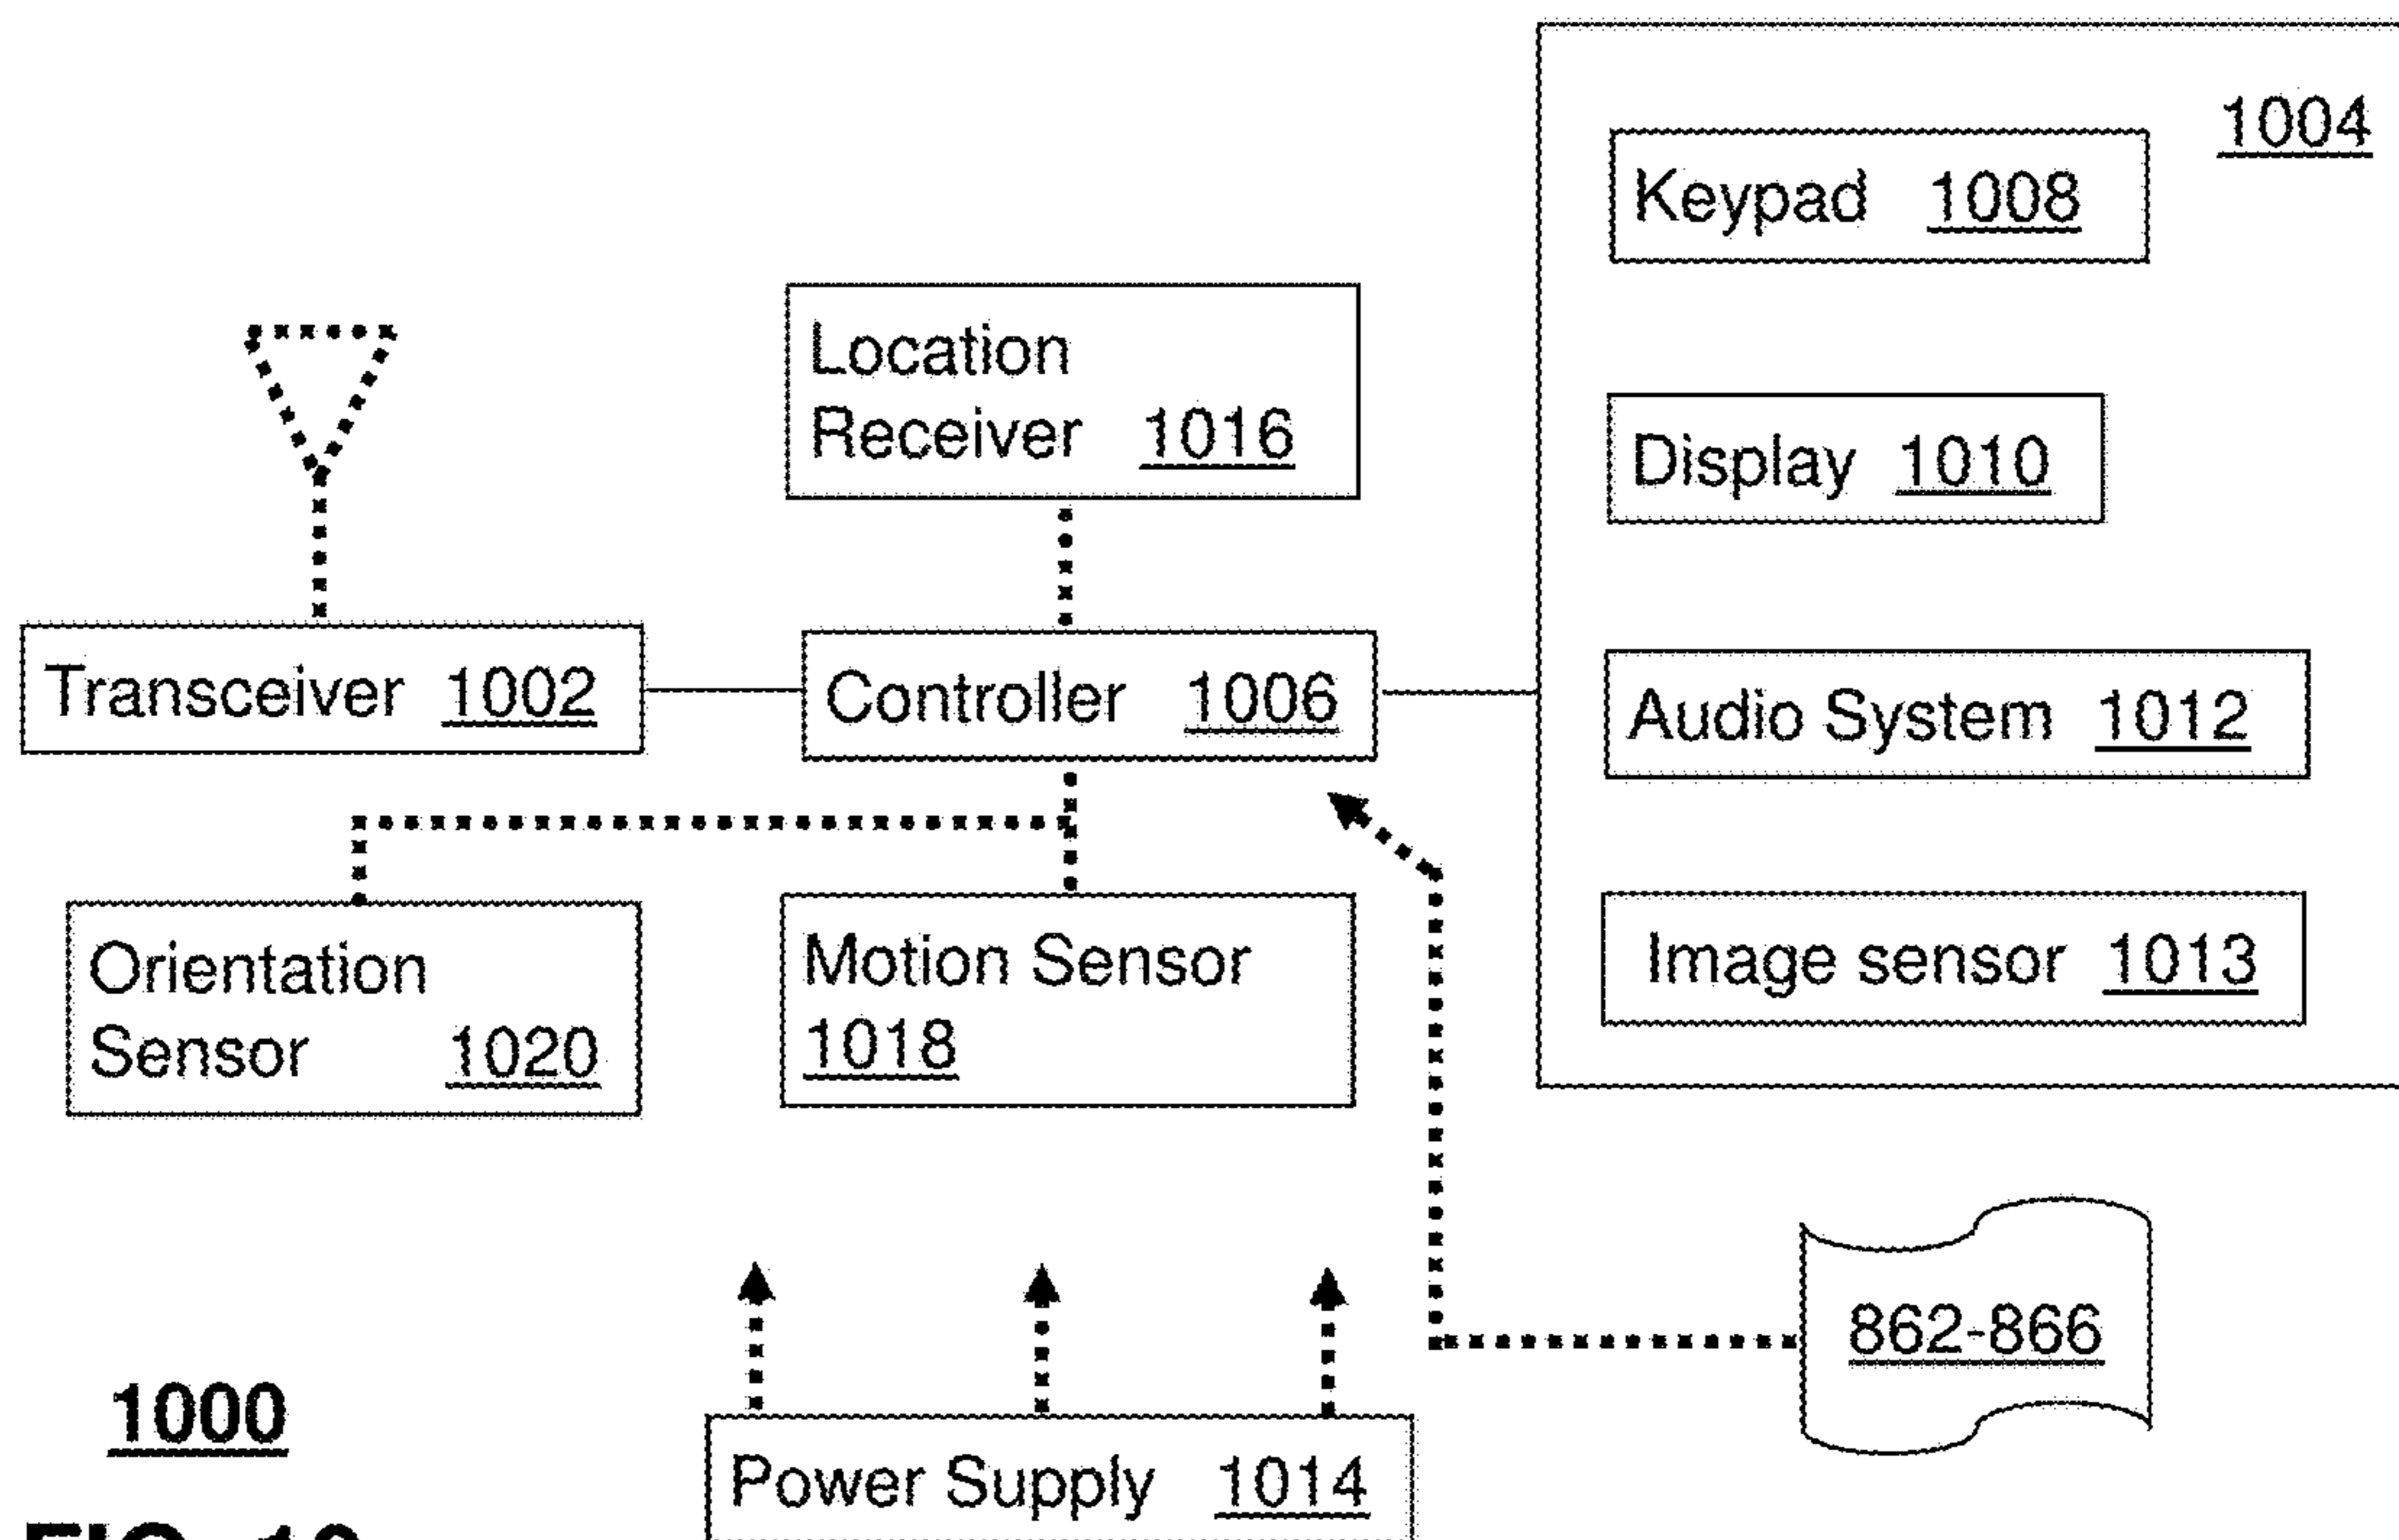 1004
Keypad 1008
Location
Receiver 1016
Display 1010
Transceiver 1002
Controller 1006
Audio System 1012
Orientation
Sensor 1020
Motion Sensor
1018
Image sensor 1013
862-866
1000
Power Supply 1014